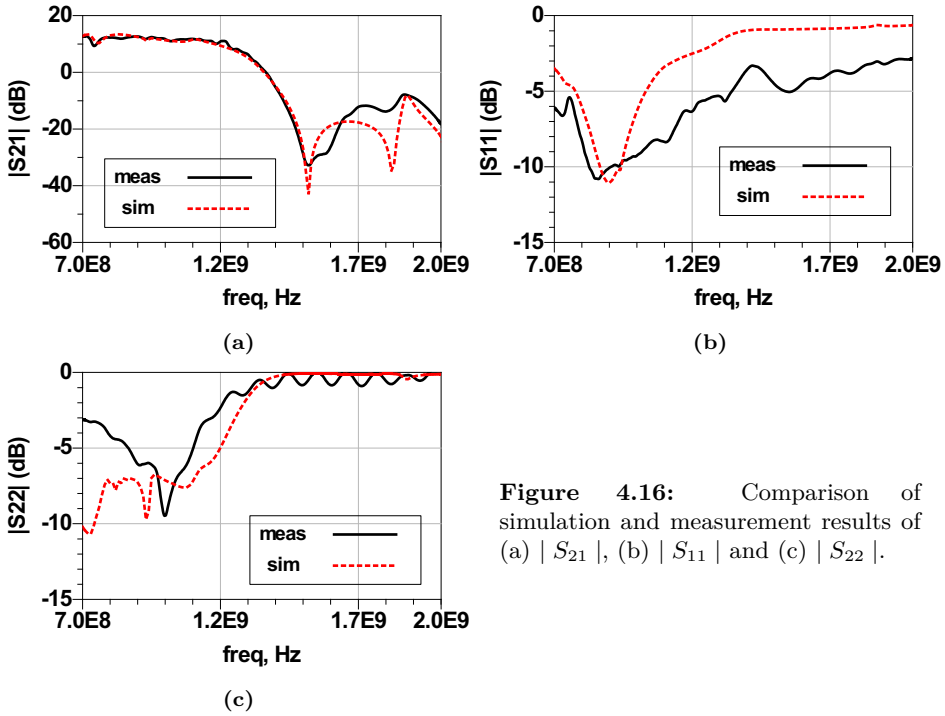 20
0
-20
-40
-60
|S21| (dB)
meas
sim
7.0E8 1.2E9 1.7E9 2.0E9
freq, Hz
(a)
0
-5
-10
-15
|S11| (dB)
meas
sim
7.0E8 1.2E9 1.7E9 2.0E9
freq, Hz
(b)
0
-5
-10
-15
|S22| (dB)
meas
sim
7.0E8 1.2E9 1.7E9 2.0E9
freq, Hz
(c)
Figure 4.16: Comparison of
simulation and measurement results of
(a) | S21 |, (b) | S11 | and (c) | S22 |.